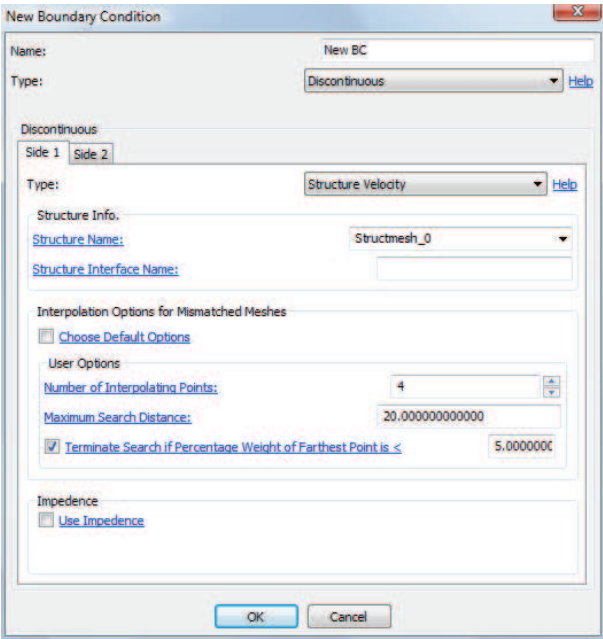 New Boundary Condition
Name: New BC
Type: Discontinuous Help
Discontinuous
Side 1 Side 2
Type: Structure Velocity Help
Structure Info.
Structure Name: Structmesh_0
Structure Interface Name:
Interpolation Options for Mismatched Meshes
Choose Default Options
User Options
Number of Interpolating Points: 4
Maximum Search Distance: 20.000000000000
Terminate Search if Percentage Weight of Farthest Point is < 5.0000000
Impedence
Use Impedence
OK Cancel